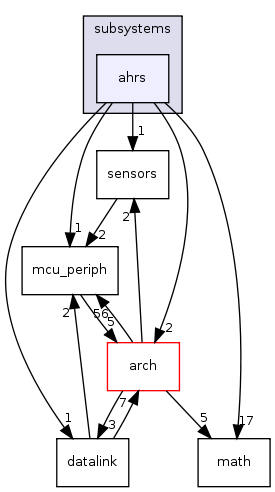 subsystems
ahrs
1
sensors
2
1
2
mcu_periph
2
56
5
2
arch
7
3
5
1
17
datalink
math